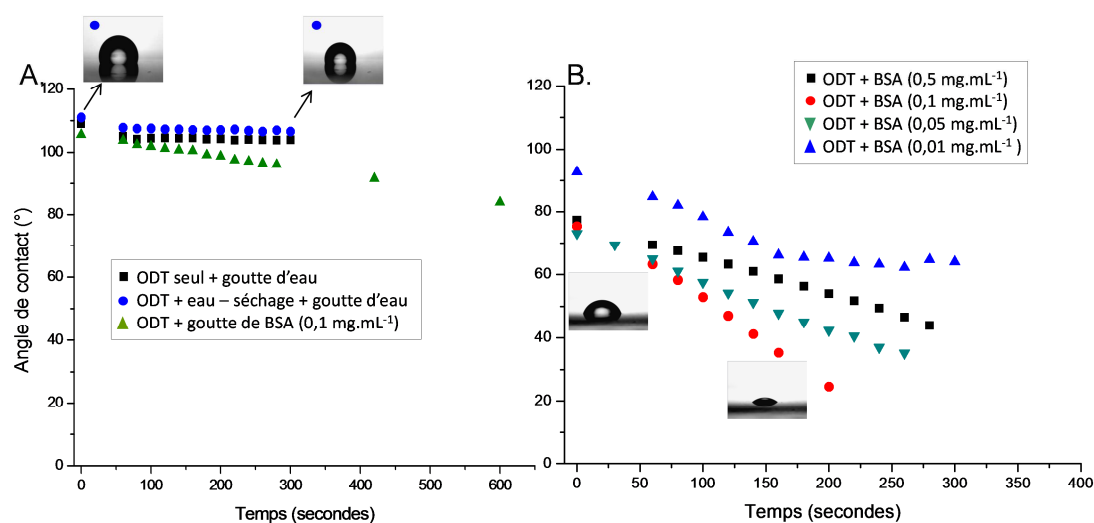 A.
120
100
80
60
40
20
0
Angle de contact (°)
ODT seul + goutte d'eau
ODT + eau – séchage + goutte d'eau
ODT + goutte de BSA (0,1 mg.mL⁻¹)
0 100 200 300 400 500 600
Temps (secondes)
B.
120
100
80
60
40
20
0
ODT + BSA (0,5 mg.mL⁻¹)
ODT + BSA (0,1 mg.mL⁻¹)
ODT + BSA (0,05 mg.mL⁻¹)
ODT + BSA (0,01 mg.mL⁻¹ )
0 50 100 150 200 250 300 350 400
Temps (secondes)